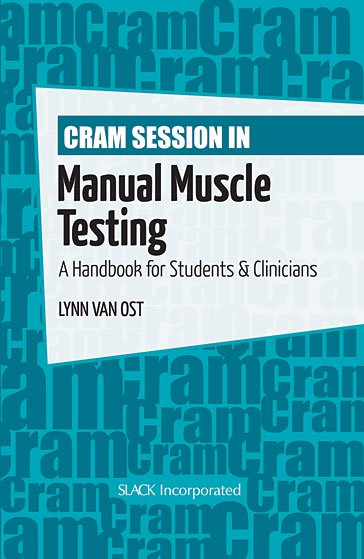 CRAM SESSION IN
Manual Muscle
Testing
A Handbook for Students & Clinicians
LYNN VAN OST
SLACK Incorporated